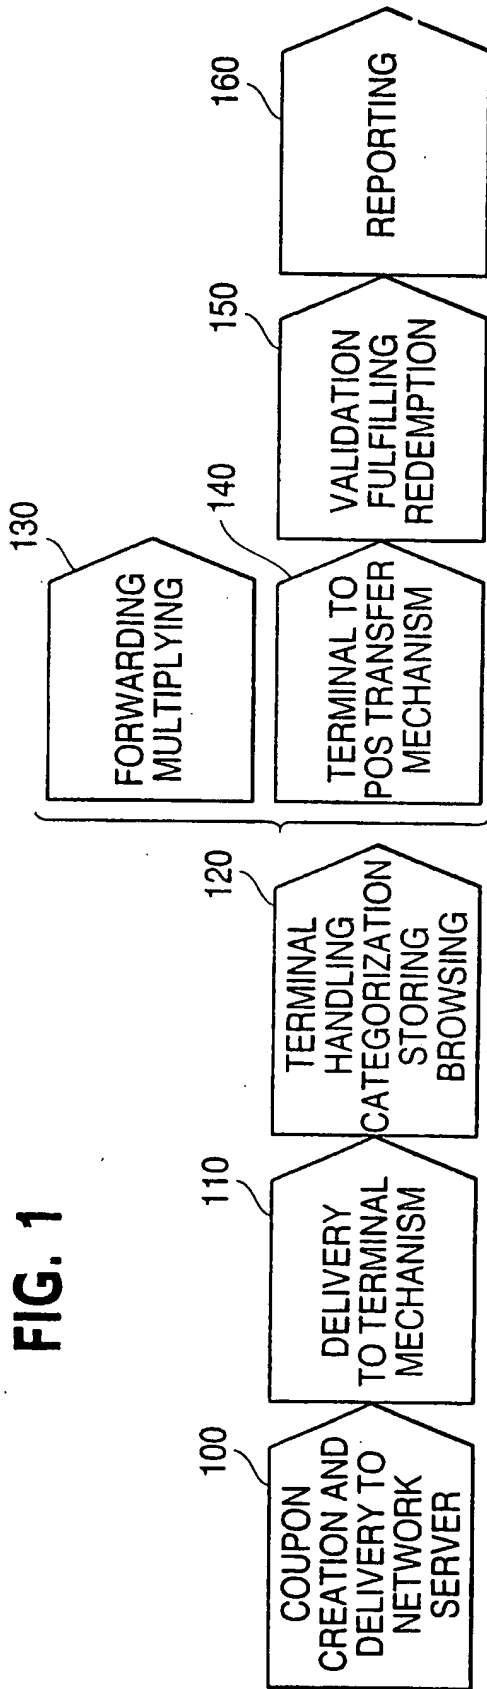 FIG. 1
100
COUPON
CREATION AND
DELIVERY TO
NETWORK
SERVER
110
DELIVERY
TO TERMINAL
MECHANISM
120
TERMINAL
HANDLING
CATEGORIZATION
STORING
BROWSING
130
FORWARDING
MULTIPLYING
140
TERMINAL TO
POS TRANSFER
MECHANISM
150
VALIDATION
FULFILLING
REDEMPTION
160
REPORTING